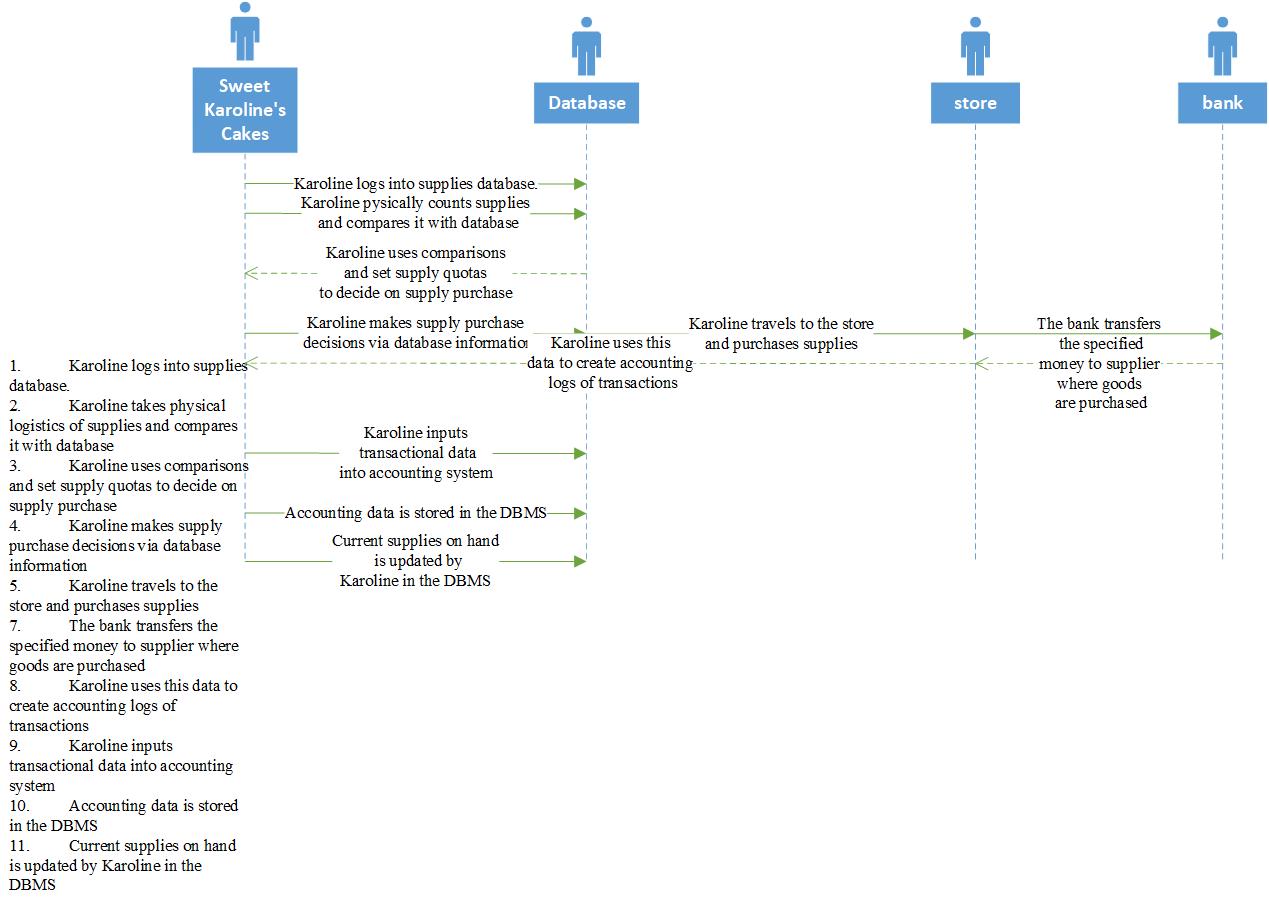 Sweet
Karoline's
Cakes
Database
store
bank
Karoline logs into supplies database.
Karoline pysically counts supplies
and compares it with database
Karoline uses comparisons
and set supply quotas
to decide on supply purchase
Karoline makes supply purchase
decisions via database informatio
Karoline travels to the store
and purchases supplies
The bank transfers
the specified
money to supplier
where goods
are purchased
Karoline uses this
data to create accounting
logs of transactions
Karoline inputs
transactional data
into accounting system
Accounting data is stored in the DBMS
Current supplies on hand
is updated by
Karoline in the DBMS
1. Karoline logs into supplies
database.
2. Karoline takes physical
logistics of supplies and compares
it with database
3. Karoline uses comparisons
and set supply quotas to decide on
supply purchase
4. Karoline makes supply
purchase decisions via database
information
5. Karoline travels to the
store and purchases supplies
7. The bank transfers the
specified money to supplier where
goods are purchased
8. Karoline uses this data to
create accounting logs of
transactions
9. Karoline inputs
transactional data into accounting
system
10. Accounting data is stored
in the DBMS
11. Current supplies on hand
is updated by Karoline in the
DBMS